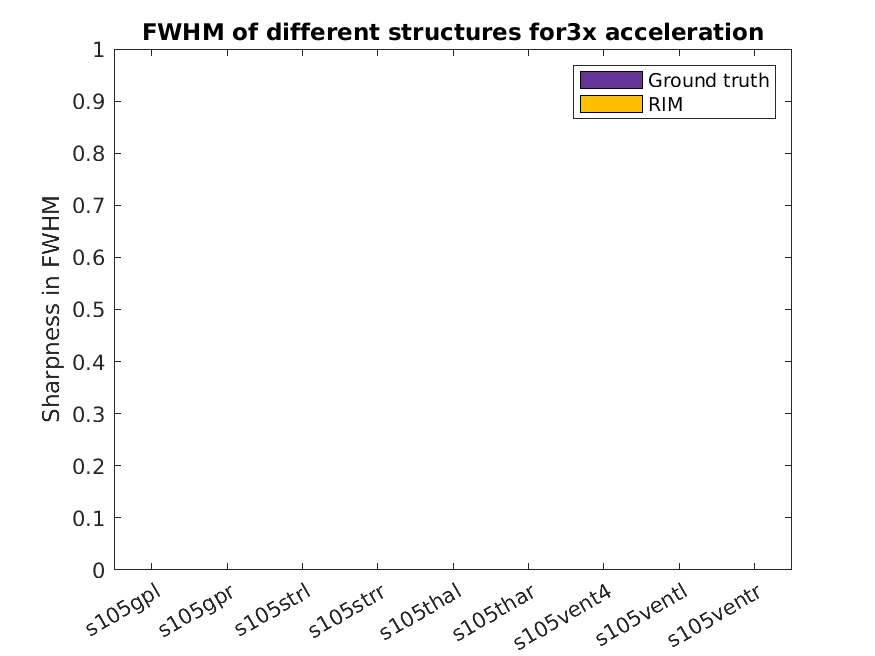 FWHM of different structures for3x acceleration
Ground truth
RIM
Sharpness in FWHM
1
0.9
0.8
0.7
0.6
0.5
0.4
0.3
0.2
0.1
0
s105gpl
s105gpr
s105strl
s105strr
s105thal
s105thar
s105vent4
s105ventl
s105ventr